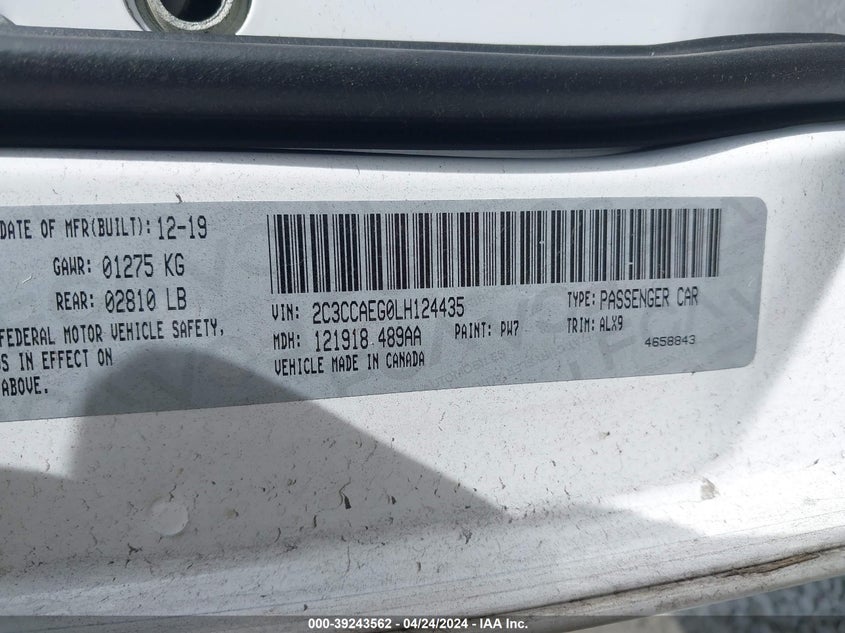 DATE OF MFR(BUILT): 12-19
GAWR: 01275 KG
REAR: 02810 LB
FEDERAL MOTOR VEHICLE SAFETY,
S IN EFFECT ON
ABOVE.
VIN: 2C3CCAEG0LH124435
TYPE: PASSENGER CAR
MDH: 121918 489AA
PAINT: PW7
TRIM: ALX9
VEHICLE MADE IN CANADA
4658843
000-39243562 - 04/24/2024 - IAA Inc.